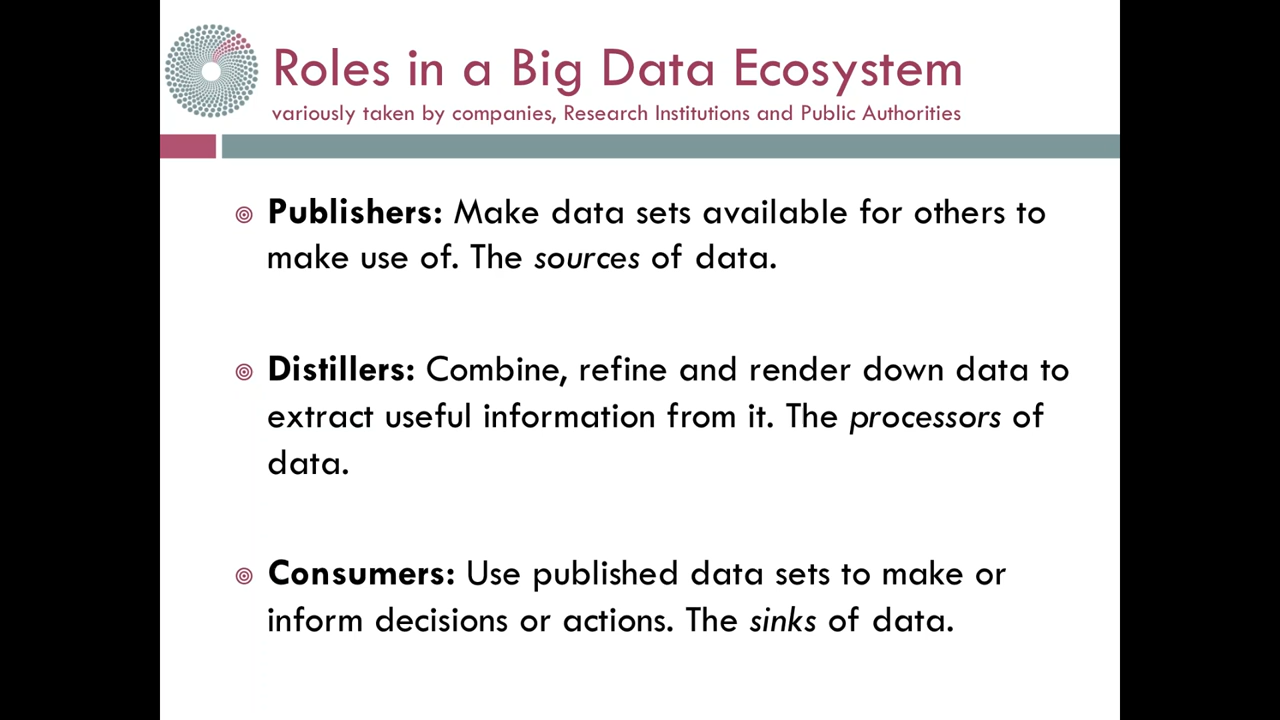 Roles in a Big Data Ecosystem
variously taken by companies, Research Institutions and Public Authorities
Publishers: Make data sets available for others to
make use of. The sources of data.
Distillers: Combine, refine and render down data to
extract useful information from it. The processors of
data.
Consumers: Use published data sets to make or
inform decisions or actions. The sinks of data.